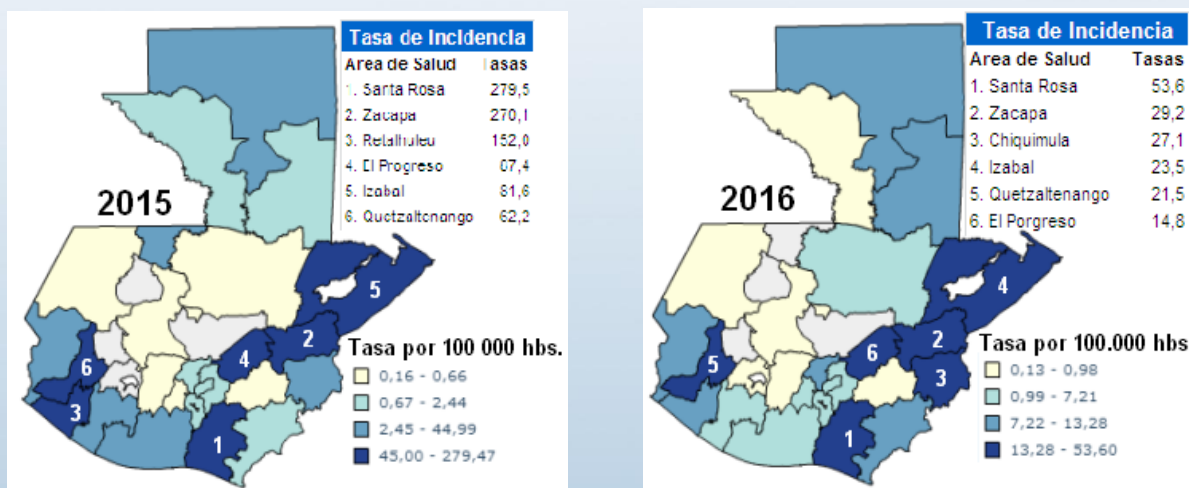 Tasa de Incidencia
Area de Salud Tasas
1. Santa Rosa 279,5
2. Zacapa 270,1
3. Retalhuleu 152,0
4. El Progreso 87,4
5. Izabal 81,6
6. Quetzaltenango 62,2
2015
5
2
4
6
3
1
Tasa por 100 000 hbs.
0,16 - 0,66
0,67 - 2,44
2,45 - 44,99
45,00 - 279,47
Tasa de Incidencia
Area de Salud Tasas
1. Santa Rosa 53,6
2. Zacapa 29,2
3. Chiquimula 27,1
4. Izabal 23,5
5. Quetzaltenango 21,5
6. El Porgreso 14,8
2016
4
2
6
5
3
1
Tasa por 100.000 hbs
0,13 - 0,98
0,99 - 7,21
7,22 - 13,28
13,28 - 53,60